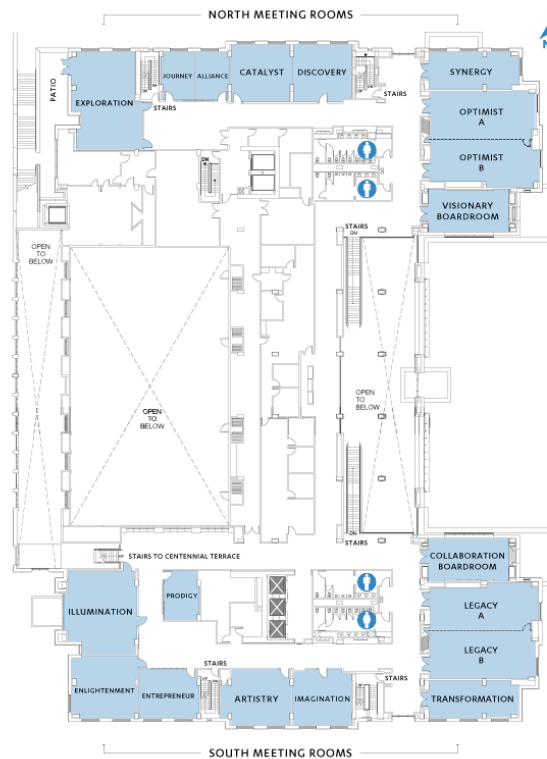 NORTH MEETING ROOMS
N
PATIO
EXPLORATION
JOURNEY
ALLIANCE
CATALYST
DISCOVERY
SYNERGY
STAIRS
STAIRS
OPTIMIST
A
OPTIMIST
B
DN
VISIONARY
BOARDROOM
STAIRS
DN
OPEN
TO
BELOW
OPEN
TO
BELOW
OPEN
TO
BELOW
DN
STAIRS
STAIRS TO CENTENNIAL TERRACE
COLLABORATION
BOARDROOM
ILLUMINATION
PRODIGY
LEGACY
A
LEGACY
B
STAIRS
STAIRS
ENLIGHTENMENT
ENTREPRENEUR
ARTISTRY
IMAGINATION
TRANSFORMATION
SOUTH MEETING ROOMS